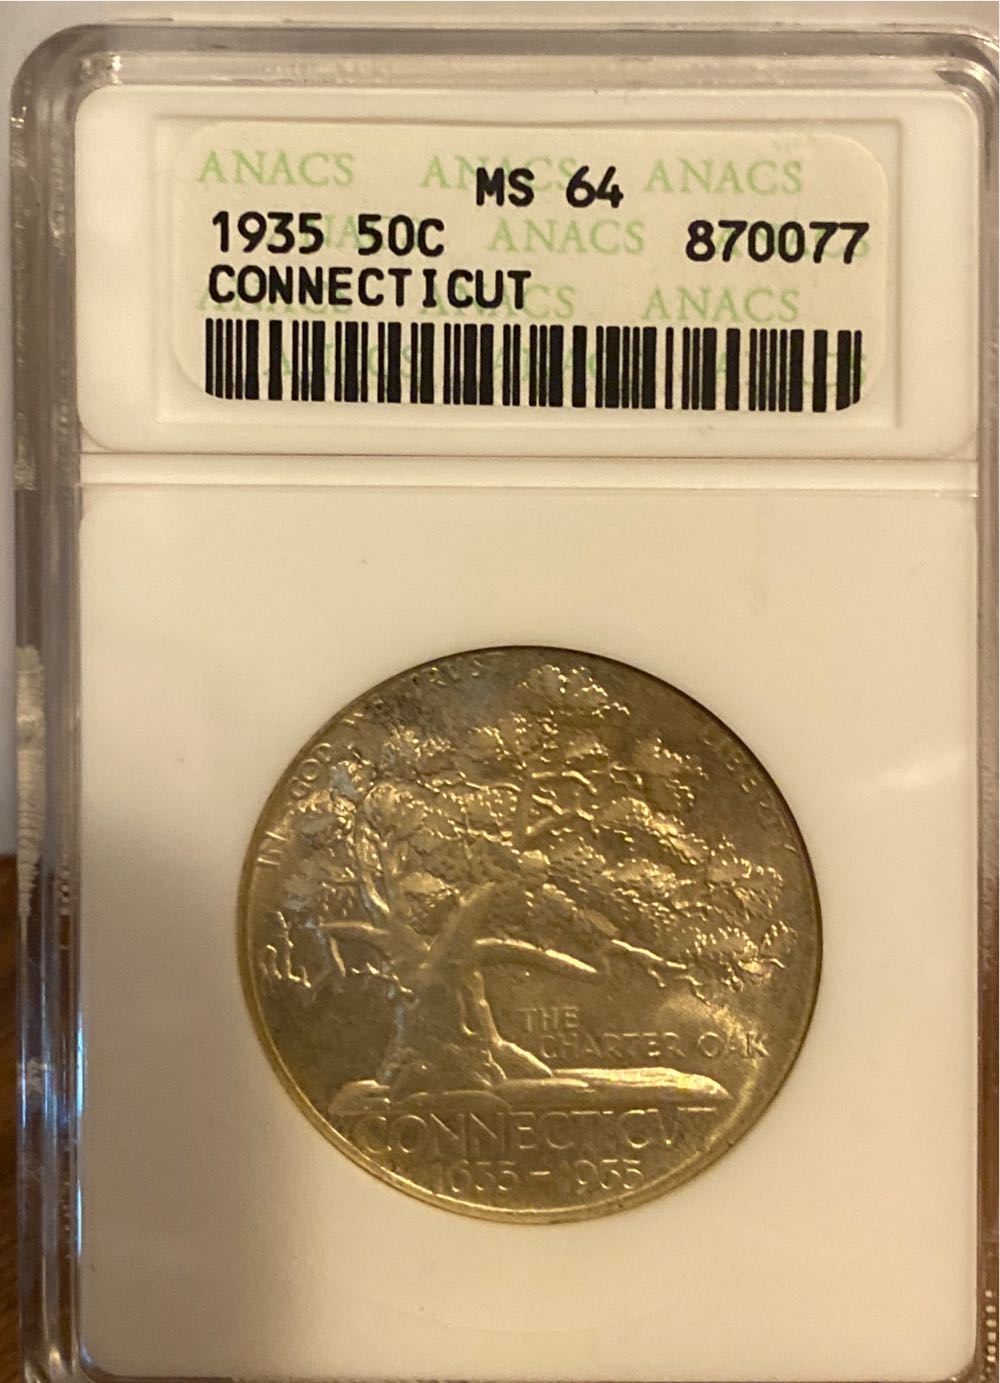 ANACS ANACS ANACS
MS 64
1935 50C ANACS 870077
CONNECTICUT ANACS
IN GOD WE TRUST
LIBERTY
THE
CHARTER OAK
CONNECTICVT
1635-1935